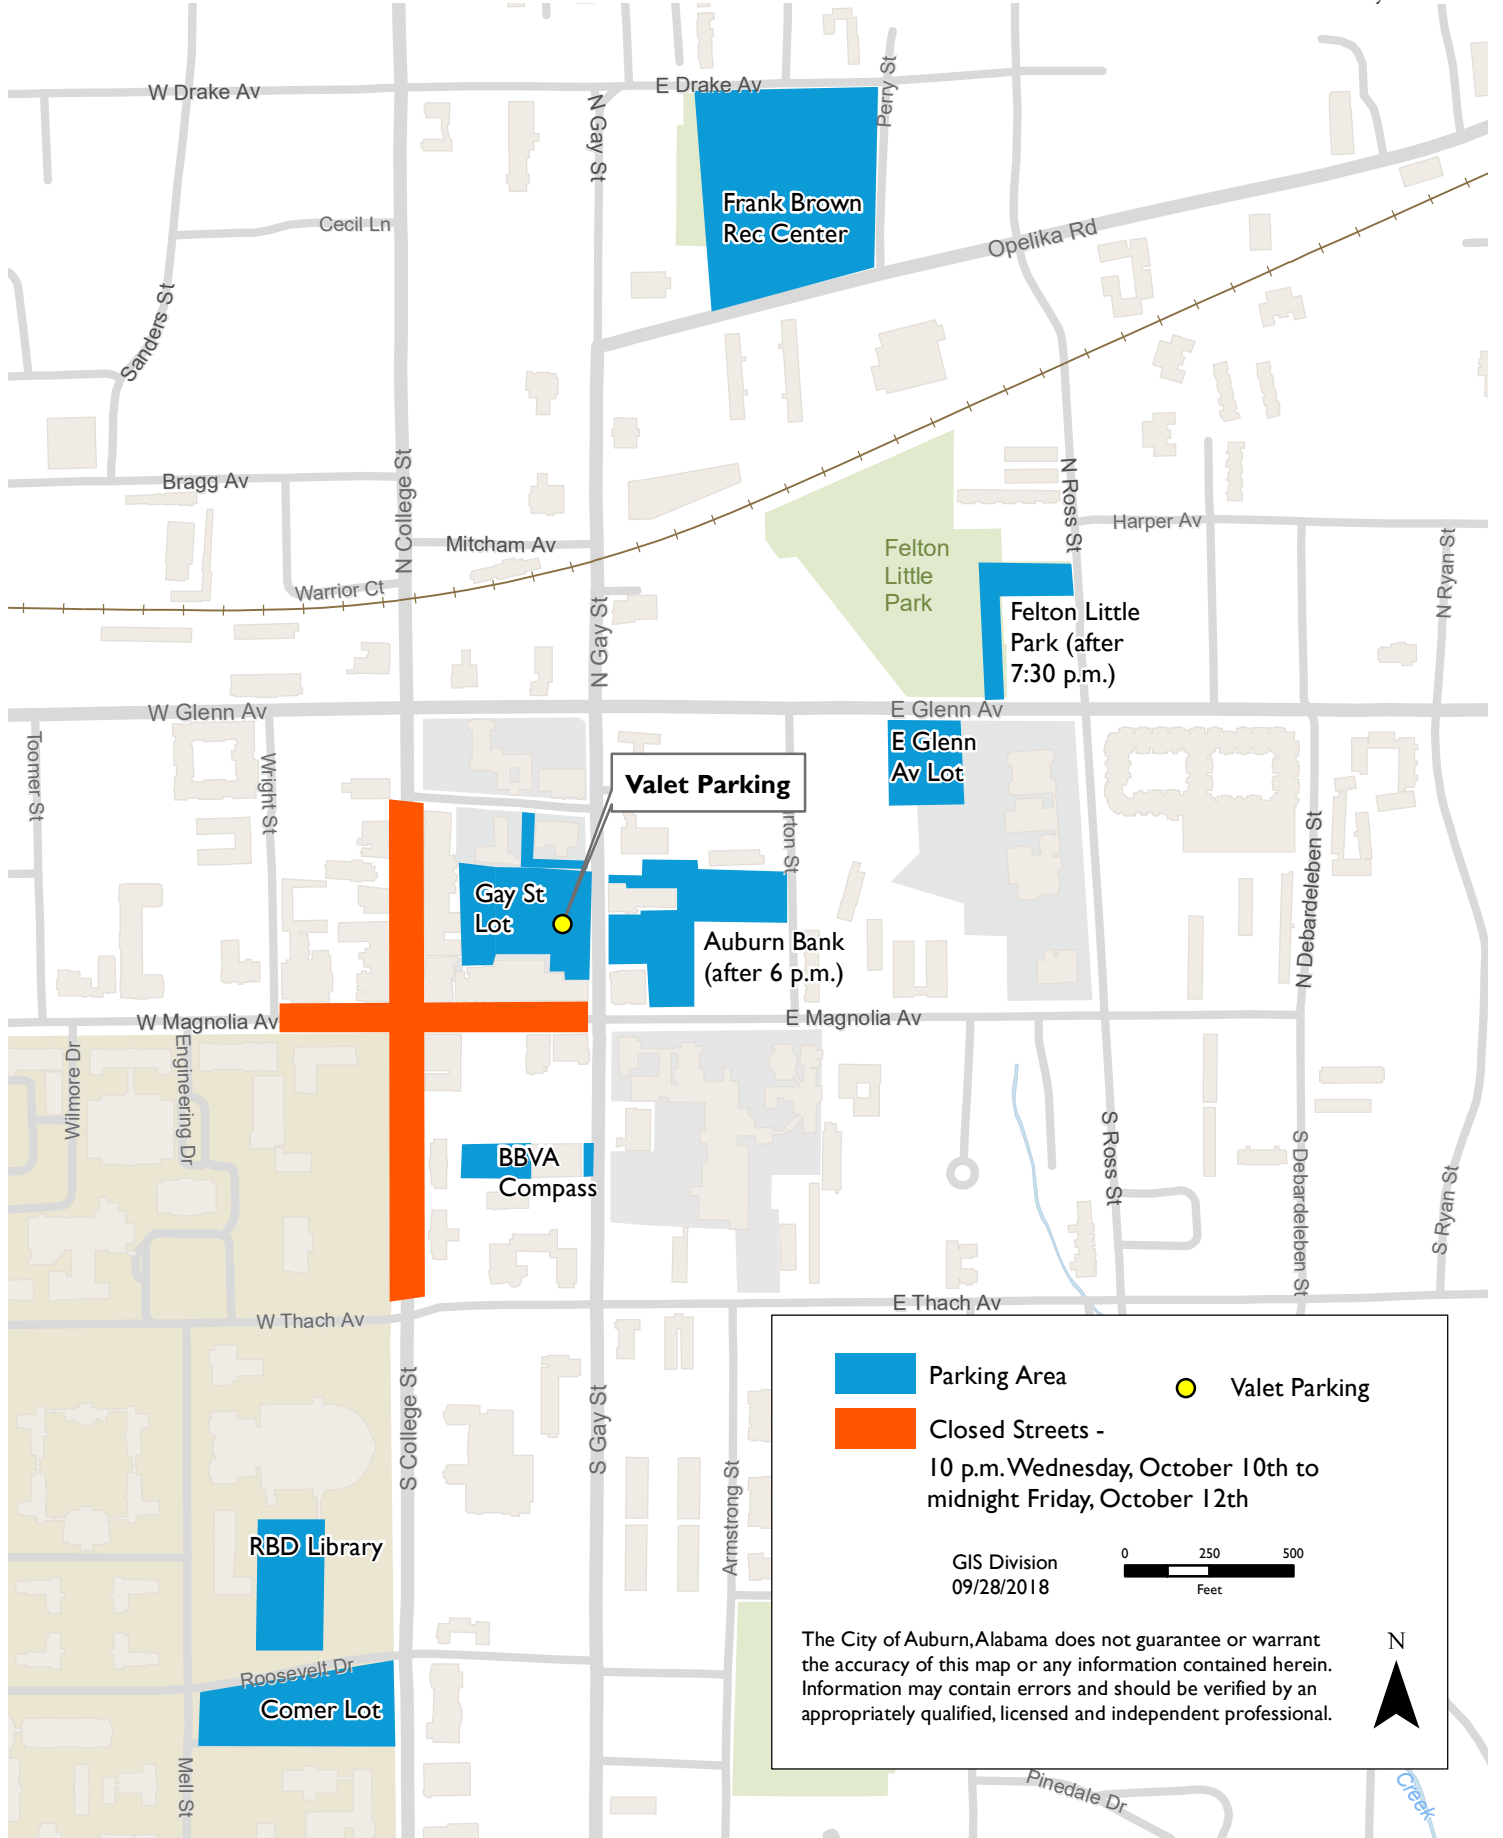 W Drake Av
E Drake Av
Perry St
N Gay St
Frank Brown
Rec Center
Cecil Ln
Opelika Rd
Sanders St
Bragg Av
N College St
N Ross St
Harper Av
Mitcham Av
Felton
Little
Park
N Ryan St
Warrior Ct
N Gay St
Felton Little
Park (after
7:30 p.m.)
W Glenn Av
E Glenn Av
Toomer St
Wright St
E Glenn
Av Lot
Valet Parking
rton St
N Debardeleben St
Gay St
Lot
Auburn Bank
(after 6 p.m.)
W Magnolia Av
E Magnolia Av
Wilmore Dr
Engineering Dr
BBVA
Compass
S Ross St
S Debardeleben St
S Ryan St
W Thach Av
E Thach Av
S College St
S Gay St
Armstrong St
Parking Area
Valet Parking
Closed Streets -
10 p.m. Wednesday, October 10th to
midnight Friday, October 12th
RBD Library
GIS Division
09/28/2018
0 250 500
Feet
The City of Auburn, Alabama does not guarantee or warrant
the accuracy of this map or any information contained herein.
Information may contain errors and should be verified by an
appropriately qualified, licensed and independent professional.
N
Roosevelt Dr
Comer Lot
Mell St
Pinedale Dr
Creek